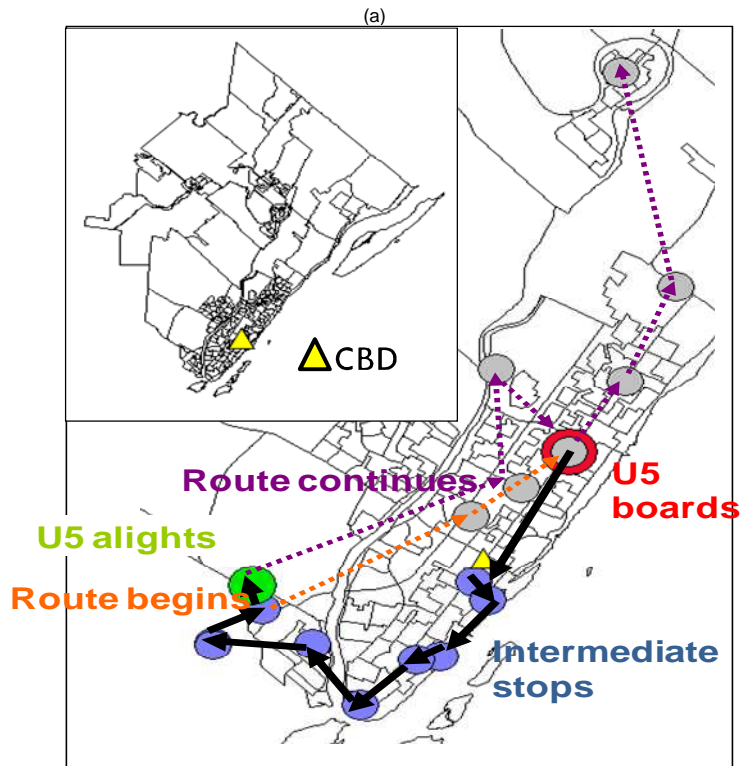 (a)
CBD
Route continues
U5
boards
U5 alights
Route begins
Intermediate
stops